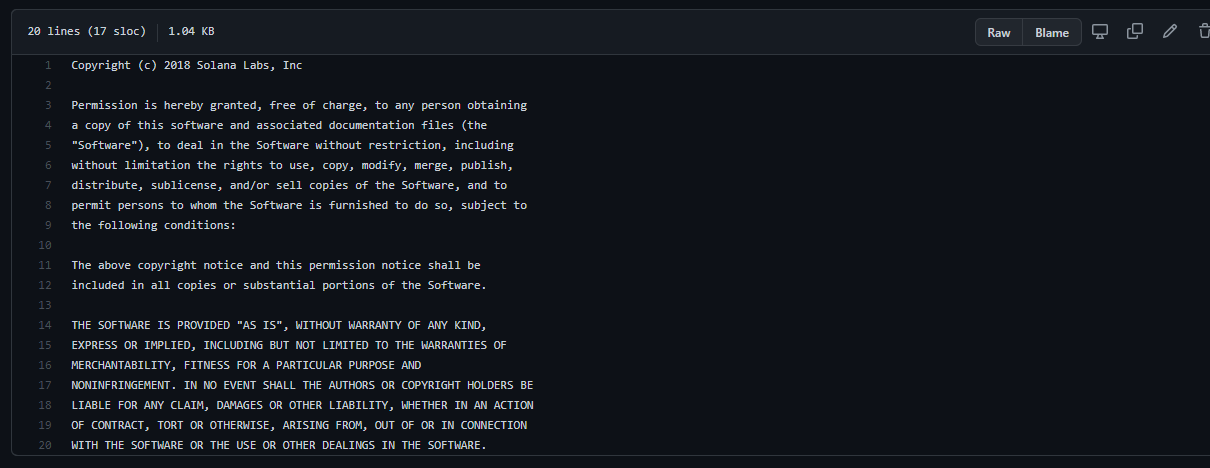 20 lines (17 sloc) 1.04 KB Raw Blame
1 Copyright (c) 2018 Solana Labs, Inc
2
3 Permission is hereby granted, free of charge, to any person obtaining
4 a copy of this software and associated documentation files (the
5 "Software"), to deal in the Software without restriction, including
6 without limitation the rights to use, copy, modify, merge, publish,
7 distribute, sublicense, and/or sell copies of the Software, and to
8 permit persons to whom the Software is furnished to do so, subject to
9 the following conditions:
10
11 The above copyright notice and this permission notice shall be
12 included in all copies or substantial portions of the Software.
13
14 THE SOFTWARE IS PROVIDED "AS IS", WITHOUT WARRANTY OF ANY KIND,
15 EXPRESS OR IMPLIED, INCLUDING BUT NOT LIMITED TO THE WARRANTIES OF
16 MERCHANTABILITY, FITNESS FOR A PARTICULAR PURPOSE AND
17 NONINFRINGEMENT. IN NO EVENT SHALL THE AUTHORS OR COPYRIGHT HOLDERS BE
18 LIABLE FOR ANY CLAIM, DAMAGES OR OTHER LIABILITY, WHETHER IN AN ACTION
19 OF CONTRACT, TORT OR OTHERWISE, ARISING FROM, OUT OF OR IN CONNECTION
20 WITH THE SOFTWARE OR THE USE OR OTHER DEALINGS IN THE SOFTWARE.